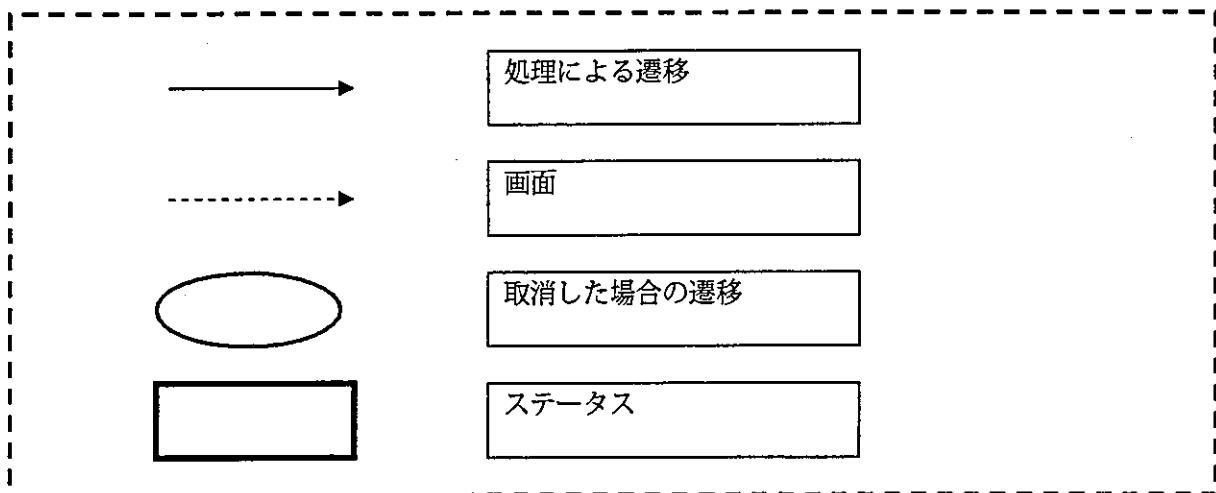 処理による遷移
画面
取消した場合の遷移
ステータス